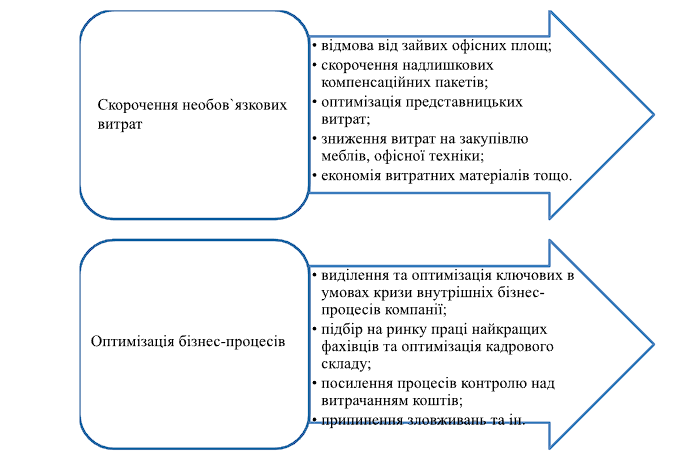 Скорочення необов`язкових
витрат
• відмова від зайвих офісних площ;
• скорочення надлишкових
компенсаційних пакетів;
• оптимізація представницьких
витрат;
• зниження витрат на закупівлю
меблів, офісної техніки;
• економія витратних матеріалів тощо.
Оптимізація бізнес-процесів
• виділення та оптимізація ключових в
умовах кризи внутрішніх бізнес-
процесів компанії;
• підбір на ринку праці найкращих
фахівців та оптимізація кадрового
складу;
• посилення процесів контролю над
витрачанням коштів;
• припинення зловживань та ін.